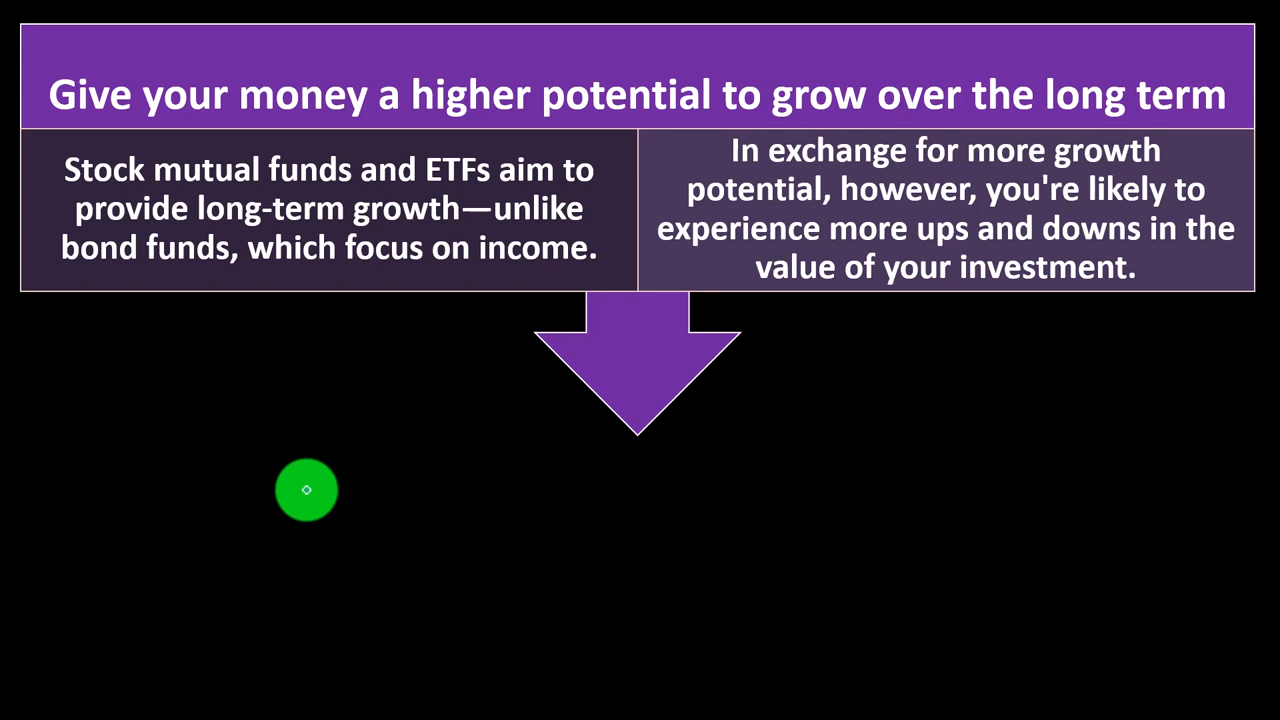 Give your money a higher potential to grow over the long term
Stock mutual funds and ETFs aim to
provide long-term growth—unlike
bond funds, which focus on income.
In exchange for more growth
potential, however, you're likely to
experience more ups and downs in the
value of your investment.